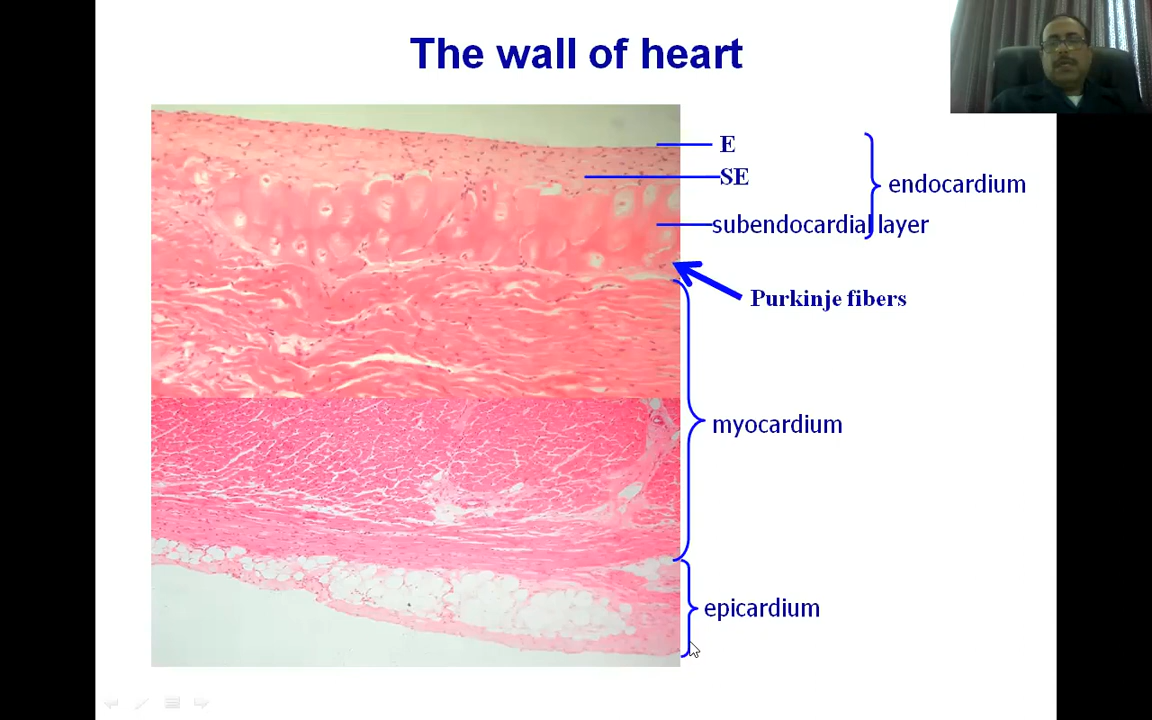 The wall of heart
E
SE
endocardium
subendocardial layer
Purkinje fibers
myocardium
epicardium